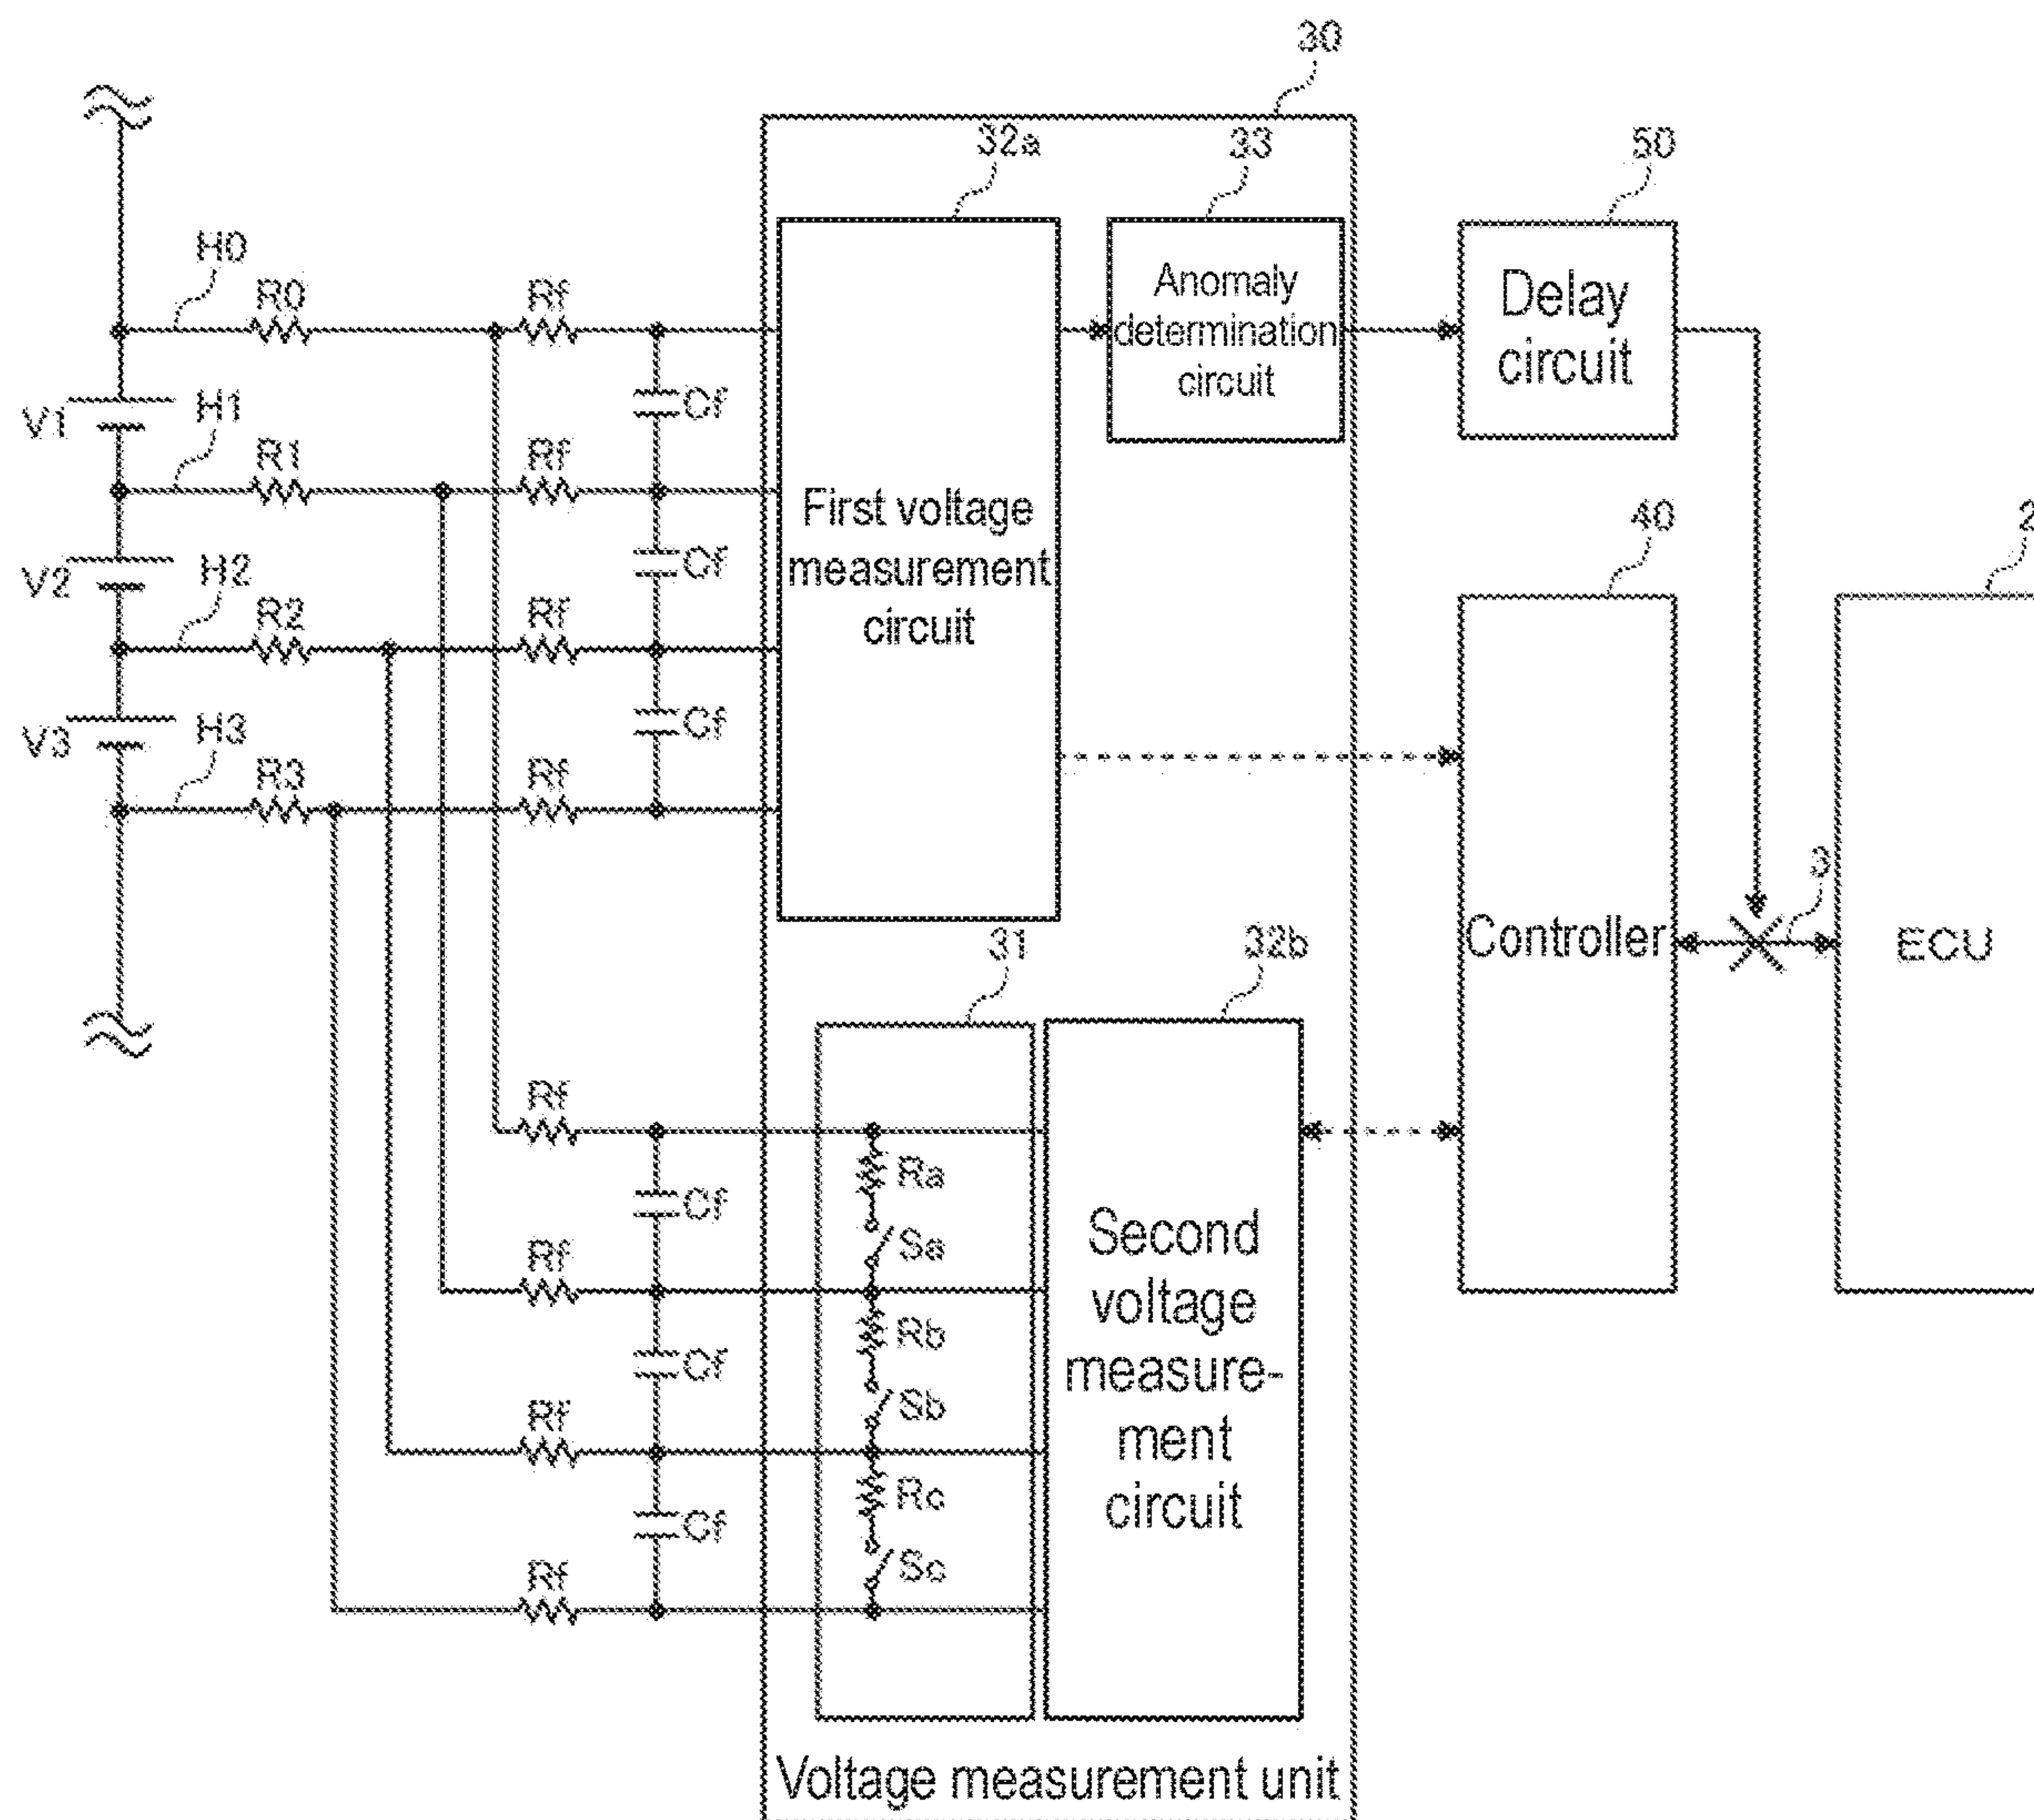 30
32a
33
50
H0
R0
Rf
Anomaly
determination
circuit
Delay
circuit
Cf
V1
H1
R1
Rf
First voltage
measurement
circuit
40
2
Cf
V2
H2
R2
Rf
Cf
V3
H3
R3
Rf
3
Controller
ECU
31
32b
Rf
Ra
Cf
Sa
Second
voltage
measure-
ment
circuit
Rf
Rb
Cf
Sb
Rf
Rc
Cf
Sc
Rf
Voltage measurement unit